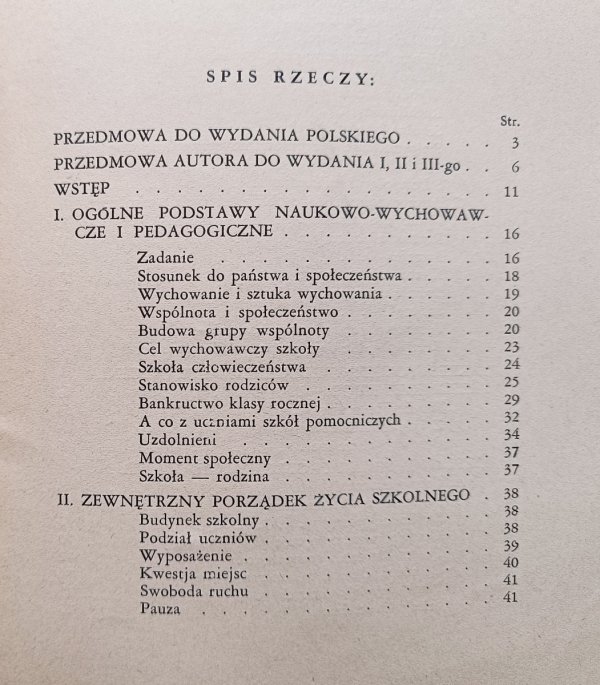 SPIS RZECZY:
Str.
PRZEDMOWA DO WYDANIA POLSKIEGO . . . . . 3
PRZEDMOWA AUTORA DO WYDANIA I, II i III-go . . 6
WSTĘP . . . . . . . . . . . . . . 11
I. OGÓLNE PODSTAWY NAUKOWO-WYCHOWAW-
CZE I PEDAGOGICZNE . . . . . . . . . 16
Zadanie . . . . . . . . . . . 16
Stosunek do państwa i społeczeństwa . . . . 18
Wychowanie i sztuka wychowania . . . . . 19
Wspólnota i społeczeństwo . . . . . . 20
Budowa grupy wspólnoty . . . . . . . 20
Cel wychowawczy szkoły . . . . . . . 23
Szkoła człowieczeństwa . . . . . . . 24
Stanowisko rodziców . . . . . . . . 25
Bankructwo klasy rocznej . . . . . . . 29
A co z uczniami szkół pomocniczych . . . . 32
Uzdolnieni . . . . . . . . . . 34
Moment społeczny . . . . . . . . . 37
Szkoła — rodzina . . . . . . . . . 37
II. ZEWNĘTRZNY PORZĄDEK ŻYCIA SZKOLNEGO . 38
Budynek szkolny . . . . . . . . . 38
Podział uczniów . . . . . . . . . 38
Wyposażenie . . . . . . . . . . 39
Kwestja miejsc . . . . . . . . . 40
Swoboda ruchu . . . . . . . . . 41
Pauza . . . . . . . . . . . 41